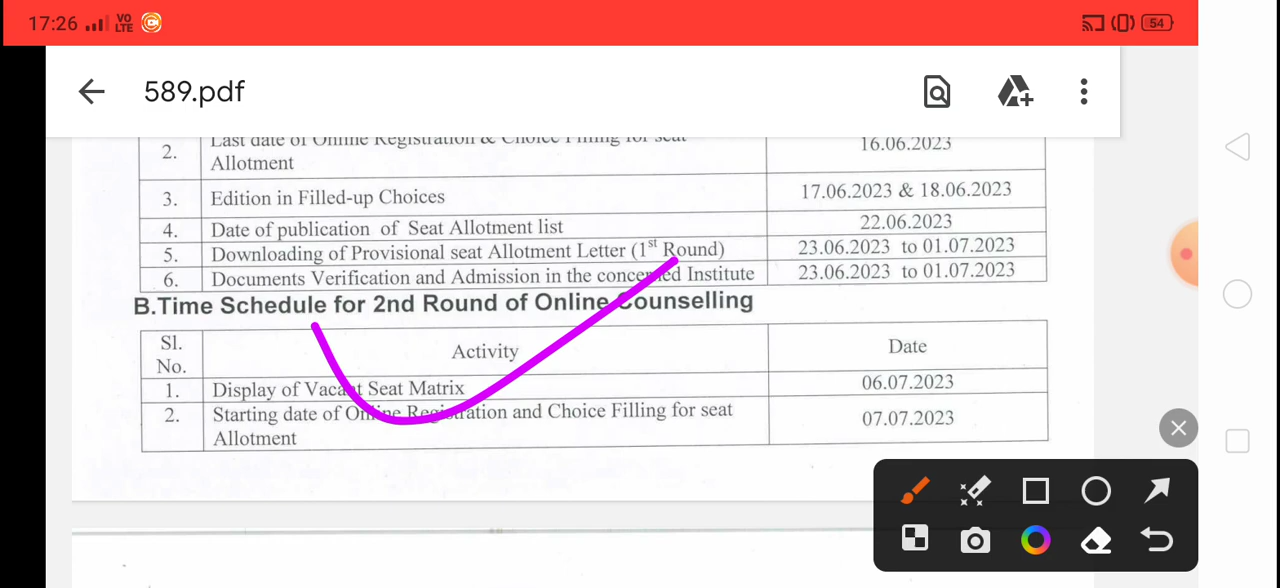 17:26 VO LTE 54
589.pdf
2. Last date of Online Registration & Choice Filling for seat Allotment 16.06.2023
3. Edition in Filled-up Choices 17.06.2023 & 18.06.2023
4. Date of publication of Seat Allotment list 22.06.2023
5. Downloading of Provisional seat Allotment Letter (1st Round) 23.06.2023 to 01.07.2023
6. Documents Verification and Admission in the concerned Institute 23.06.2023 to 01.07.2023
B.Time Schedule for 2nd Round of Online Counselling
Sl. No. Activity Date
1. Display of Vacant Seat Matrix 06.07.2023
2. Starting date of Online Registration and Choice Filling for seat Allotment 07.07.2023